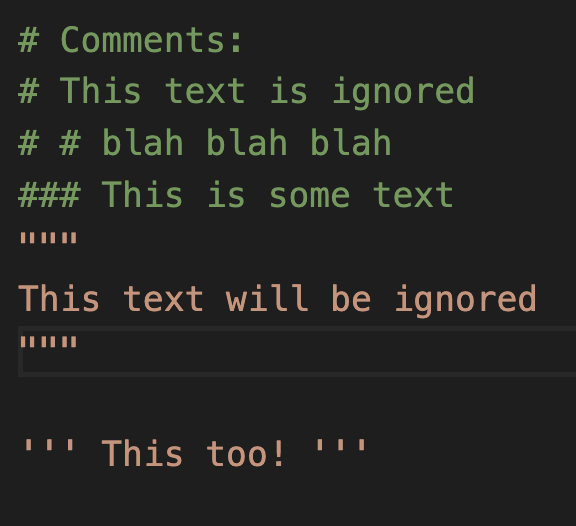 # Comments:
# This text is ignored
# # blah blah blah
### This is some text
"""
This text will be ignored
"""
''' This too! '''